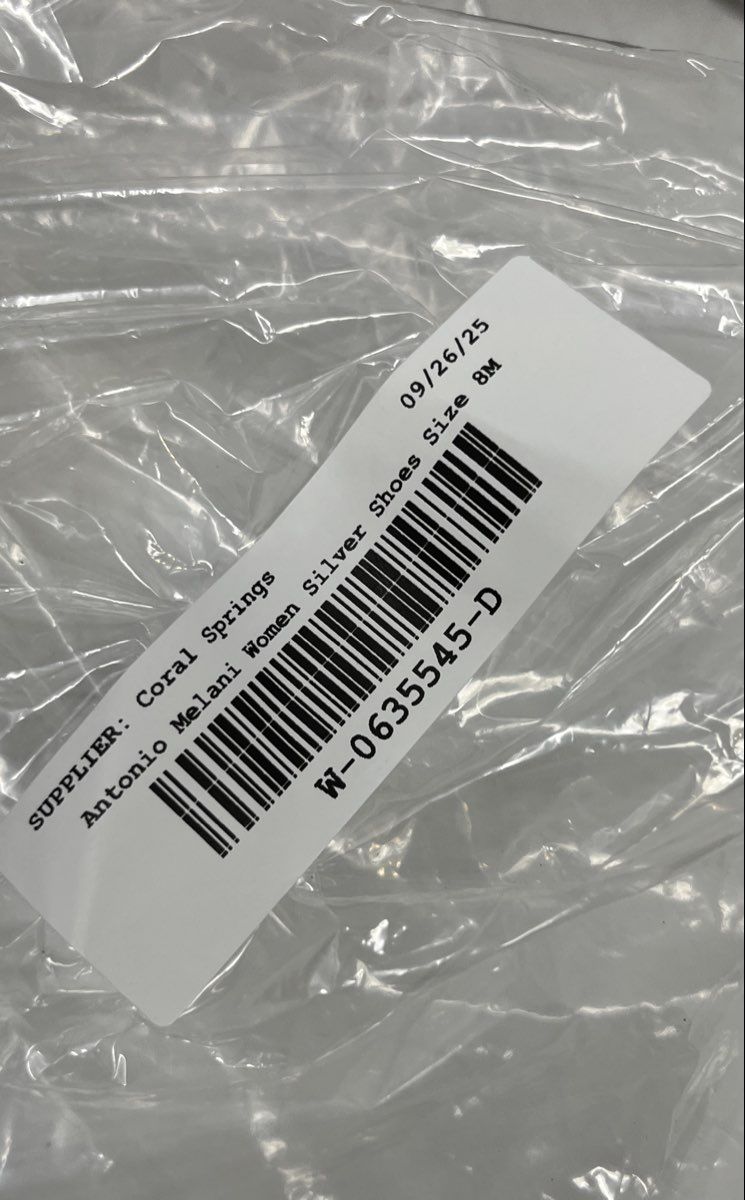 09/26/25
SUPPLIER: Coral Springs
Antonio Melani Women Silver Shoes Size 8M
W-0635545-D